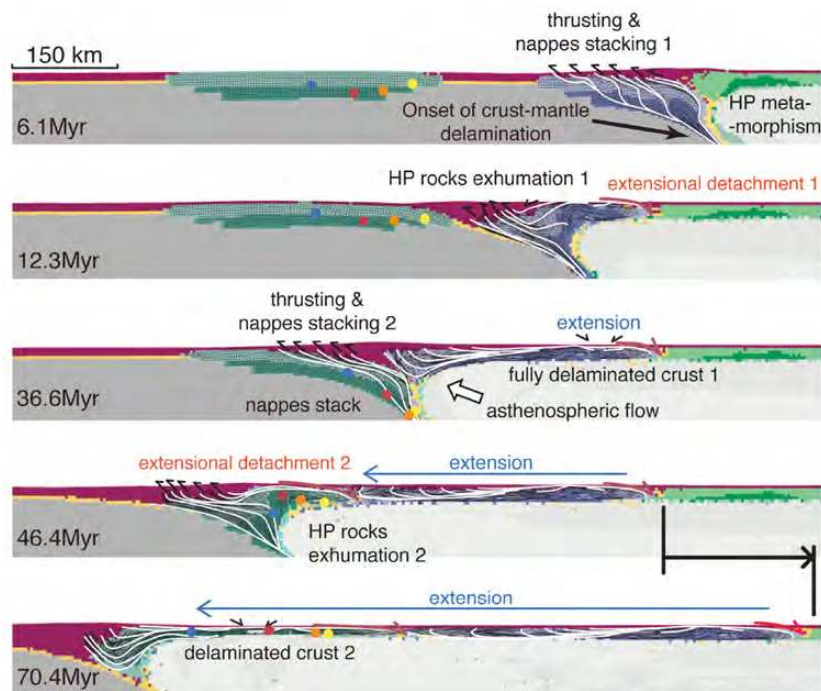 thrusting &
nappes stacking 1
150 km
Onset of crust-mantle
delamination
HP meta-
-morphism
6.1Myr
HP rocks exhumation 1
extensional detachment 1
12.3Myr
thrusting &
nappes stacking 2
extension
fully delaminated crust 1
nappes stack
asthenospheric flow
36.6Myr
extensional detachment 2
extension
HP rocks
exhumation 2
46.4Myr
extension
delaminated crust 2
70.4Myr